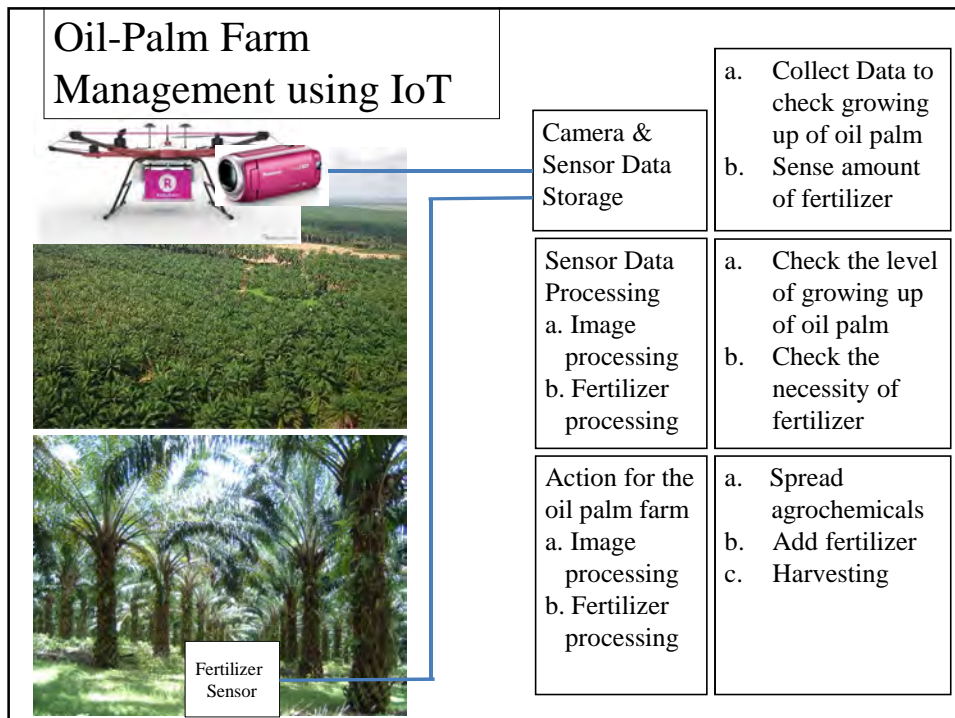 Oil-Palm Farm
Management using IoT
R
Panasonic
Camera &
Sensor Data
Storage
a. Collect Data to
check growing
up of oil palm
b. Sense amount
of fertilizer
Sensor Data
Processing
a. Image
processing
b. Fertilizer
processing
a. Check the level
of growing up
of oil palm
b. Check the
necessity of
fertilizer
Action for the
oil palm farm
a. Image
processing
b. Fertilizer
processing
a. Spread
agrochemicals
b. Add fertilizer
c. Harvesting
Fertilizer
Sensor